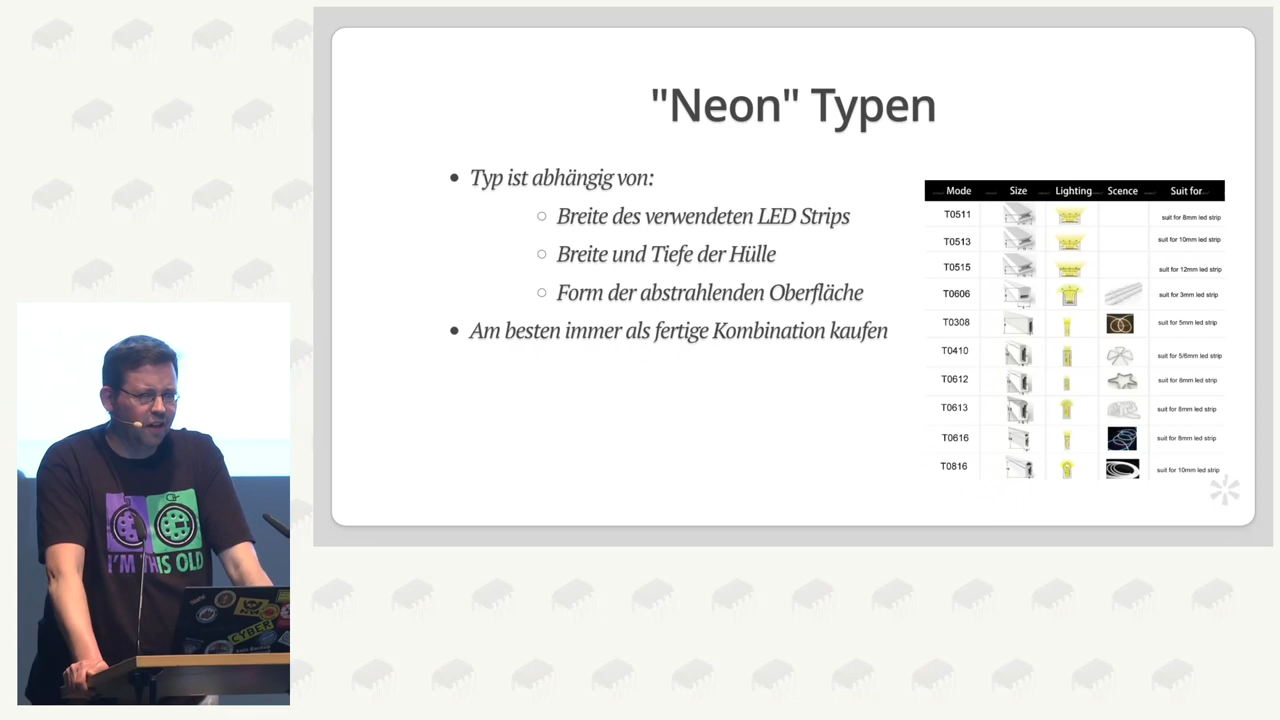 "Neon" Typen
Typ ist abhängig von:
Breite des verwendeten LED Strips
Breite und Tiefe der Hülle
Form der abstrahlenden Oberfläche
Am besten immer als fertige Kombination kaufen
Mode Size Lighting Scence Suit for
T0511 suit for 8mm led strip
T0513 suit for 10mm led strip
T0515 suit for 12mm led strip
T0606 suit for 3mm led strip
T0308 suit for 5mm led strip
T0410 suit for 5/6mm led strip
T0612 suit for 8mm led strip
T0613 suit for 8mm led strip
T0616 suit for 8mm led strip
T0816 suit for 10mm led strip
I'M THIS OLD
CYBER